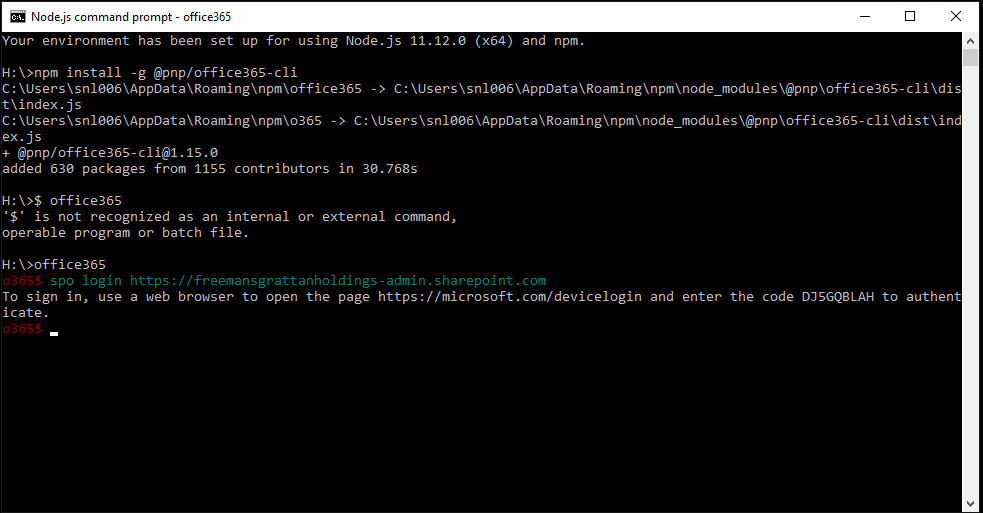 Node.js command prompt - office365
Your environment has been set up for using Node.js 11.12.0 (x64) and npm.
H:\>npm install -g @pnp/office365-cli
C:\Users\snl006\AppData\Roaming\npm\office365 -> C:\Users\snl006\AppData\Roaming\npm\node_modules\@pnp\office365-cli\dis
t\index.js
C:\Users\snl006\AppData\Roaming\npm\o365 -> C:\Users\snl006\AppData\Roaming\npm\node_modules\@pnp\office365-cli\dist\ind
ex.js
+ @pnp/office365-cli@1.15.0
added 630 packages from 1155 contributors in 30.768s
H:\>$ office365
'$' is not recognized as an internal or external command,
operable program or batch file.
H:\>office365
o365$ spo login https://freemansgrattanholdings-admin.sharepoint.com
To sign in, use a web browser to open the page https://microsoft.com/devicelogin and enter the code DJ5GQBLAH to authent
icate.
o365$